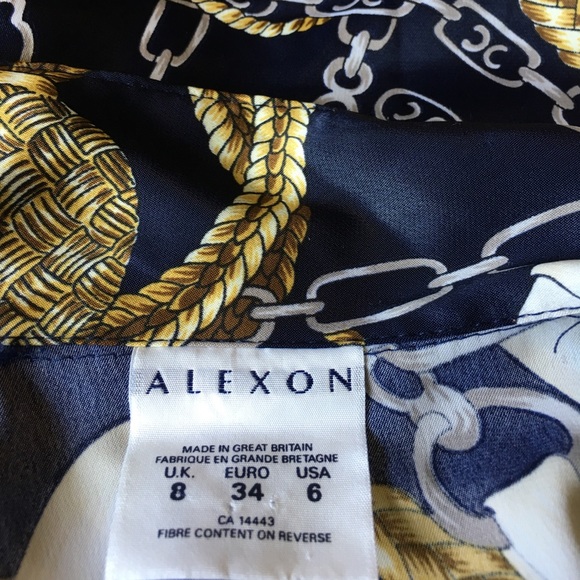 ALEXON
MADE IN GREAT BRITAIN
FABRIQUE EN GRANDE BRETAGNE
U.K. EURO USA
8 34 6
CA 14443
FIBRE CONTENT ON REVERSE